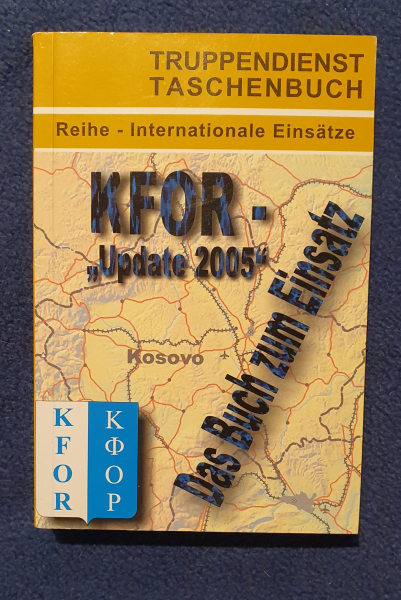 TRUPPENDIENST
TASCHENBUCH
Reihe - Internationale Einsätze
KFOR -
„Update 2005“
Das Buch zum Einsatz
Kosovo
KFOR
КФОР